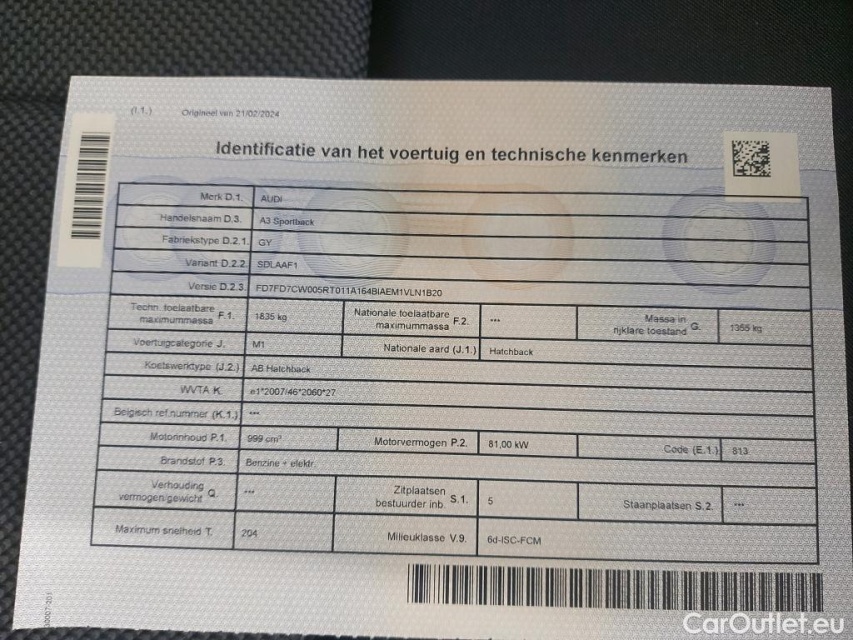 (I.1.) Origineel van 21/02/2024
Identificatie van het voertuig en technische kenmerken
Merk D.1. AUDI
Handelsnaam D.3. A3 Sportback
Fabriekstype D.2.1. GY
Variant D.2.2. SDLAAF1
Versie D.2.3. FD7FD7CW005RT011A164BIAEM1VLN1B20
Techn. toelaatbare maximummassa F.1. 1835 kg Nationale toelaatbare maximummassa F.2. *** Massa in rijklare toestand G. 1355 kg
Voertuigcategorie J. M1 Nationale aard (J.1.) Hatchback
Koetswerktype (J.2.) AB Hatchback
WVTA K. e1*2007/46*2060*27
Belgisch ref.nummer (K.1.) ***
Motorinhoud P.1. 999 cm³ Motorvermogen P.2. 81,00 kW Code (E.1.) 813
Brandstof P.3. Benzine + elektr.
Verhouding vermogen/gewicht Q. *** Zitplaatsen bestuurder inb. S.1. 5 Staanplaatsen S.2. ***
Maximum snelheid T. 204 Milieuklasse V.9. 6d-ISC-FCM
CarOutlet.eu